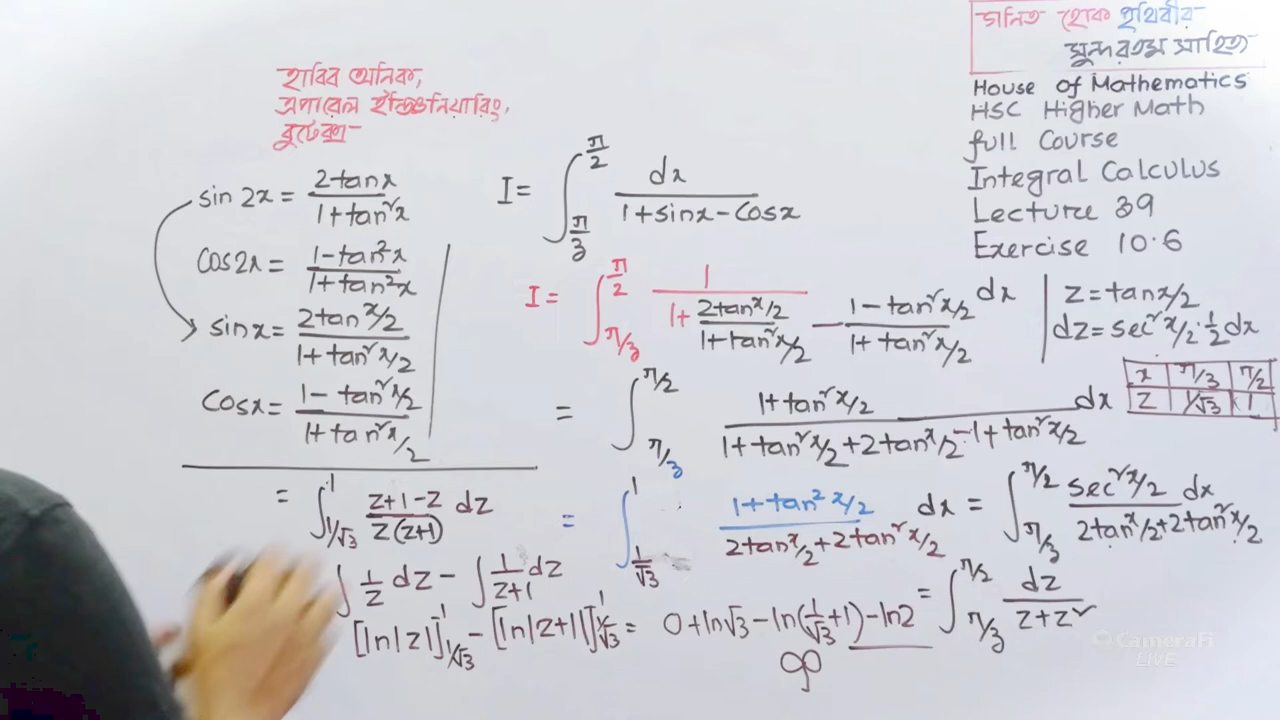 গনিত হোক পৃথিবীর
সুন্দরতম সাহিত্য
House of Mathematics
HSC Higher Math
full Course
Integral Calculus
Lecture 39
Exercise 10.6
হাবিব অনিক,
এপারেল ইঞ্জিনিয়ারিং,
বুটেক্স
sin 2x = 2tanx / 1+tan²x
Cos2x = 1-tan²x / 1+tan²x
sinx = 2tan x/2 / 1+tan² x/2
Cosx = 1-tan² x/2 / 1+tan² x/2
I = ∫_{π/3}^{π/2} dx / 1+sinx-Cosx
I = ∫_{π/3}^{π/2} 1 / 1+ 2tan x/2 / 1+tan² x/2 - 1-tan² x/2 / 1+tan² x/2 dx
z = tan x/2
dz = sec² x/2 · 1/2 dx
x | π/3 | π/2
z | 1/√3 | 1
= ∫_{π/3}^{π/2} 1+tan² x/2 / 1+tan² x/2+2tan x/2-1+tan² x/2 dx
= ∫_{1/√3}^{1} 1+tan² x/2 / 2tan x/2+2tan² x/2 dx = ∫_{π/3}^{π/2} sec² x/2 dx / 2tan x/2+2tan² x/2
= ∫_{π/3}^{π/2} dz / z+z²
= ∫_{1/√3}^{1} z+1-z / z(z+1) dz
∫ 1/z dz - ∫ 1/z+1 dz
[ln|z|]_{1/√3}^{1} - [ln|z+1|]_{1/√3}^{1} = 0+ln√3-ln(1/√3+1)-ln2
CameraFi
LIVE